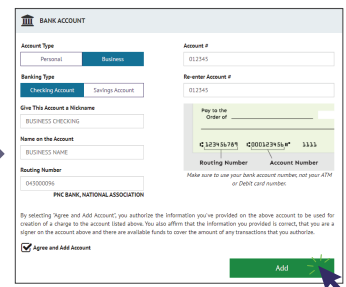 BANK ACCOUNT
Account Type
Personal Business
Banking Type
Checking Account Savings Account
Give This Account a Nickname
BUSINESS CHECKING
Name on the Account
BUSINESS NAME
Routing Number
043000096
PNC BANK, NATIONAL ASSOCIATION
Account #
012345
Re-enter Account #
012345
Pay to the
Order of
⑆123456789 ⑆000123456⑈ 1111
Routing Number Account Number
Make sure to use your bank account number, not your ATM
or Debit card number.
By selecting 'Agree and Add Account', you authorize the information you've provided on the above account to be used for
creation of a charge to the account listed above. You also affirm that the information you provided is correct, that you are a
signer on the account above and there are available funds to cover the amount of any transactions that you authorize.
Agree and Add Account
Add